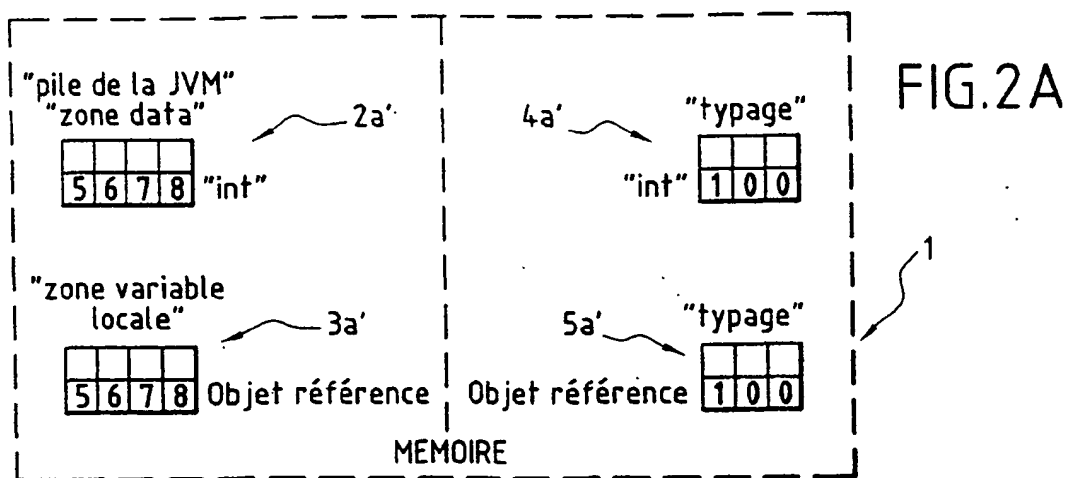 FIG.2A
"pile de la JVM"
"zone data"
2a'
5 6 7 8 "int"
4a'
"typage"
"int" 1 0 0
1
"zone variable
locale"
3a'
5 6 7 8 Objet référence
5a'
"typage"
Objet référence 1 0 0
MEMOIRE